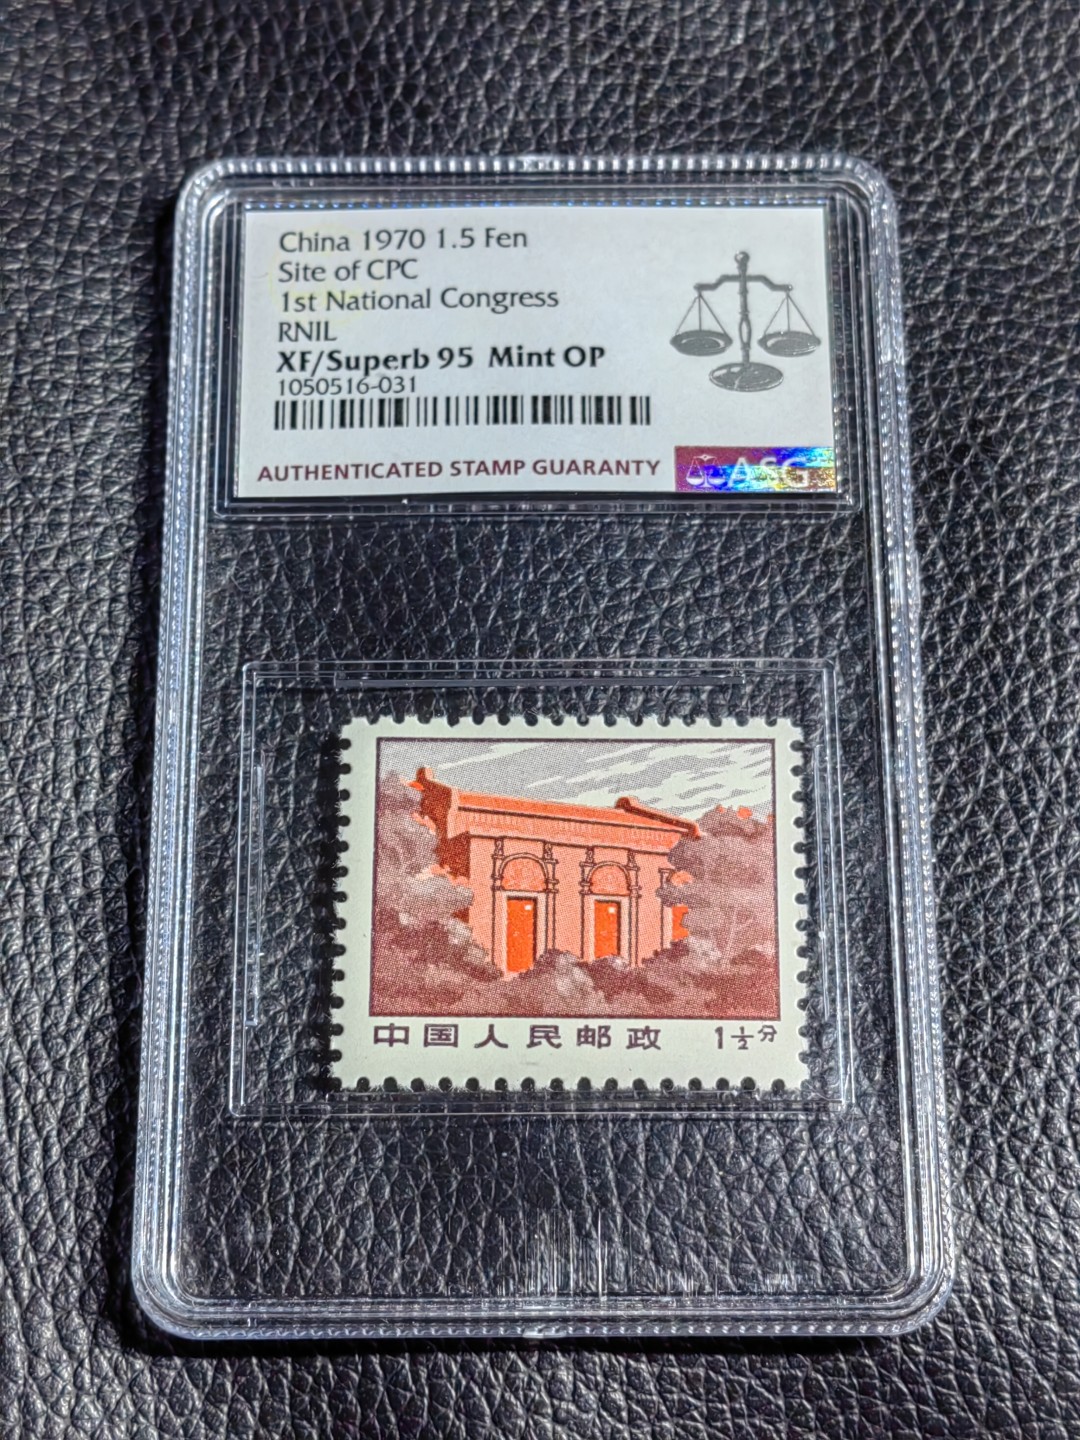 China 1970 1.5 Fen
Site of CPC
1st National Congress
RNIL
XF/Superb 95 Mint OP
1050516-031
AUTHENTICATED STAMP GUARANTY
ASG
中国人民邮政 1½分